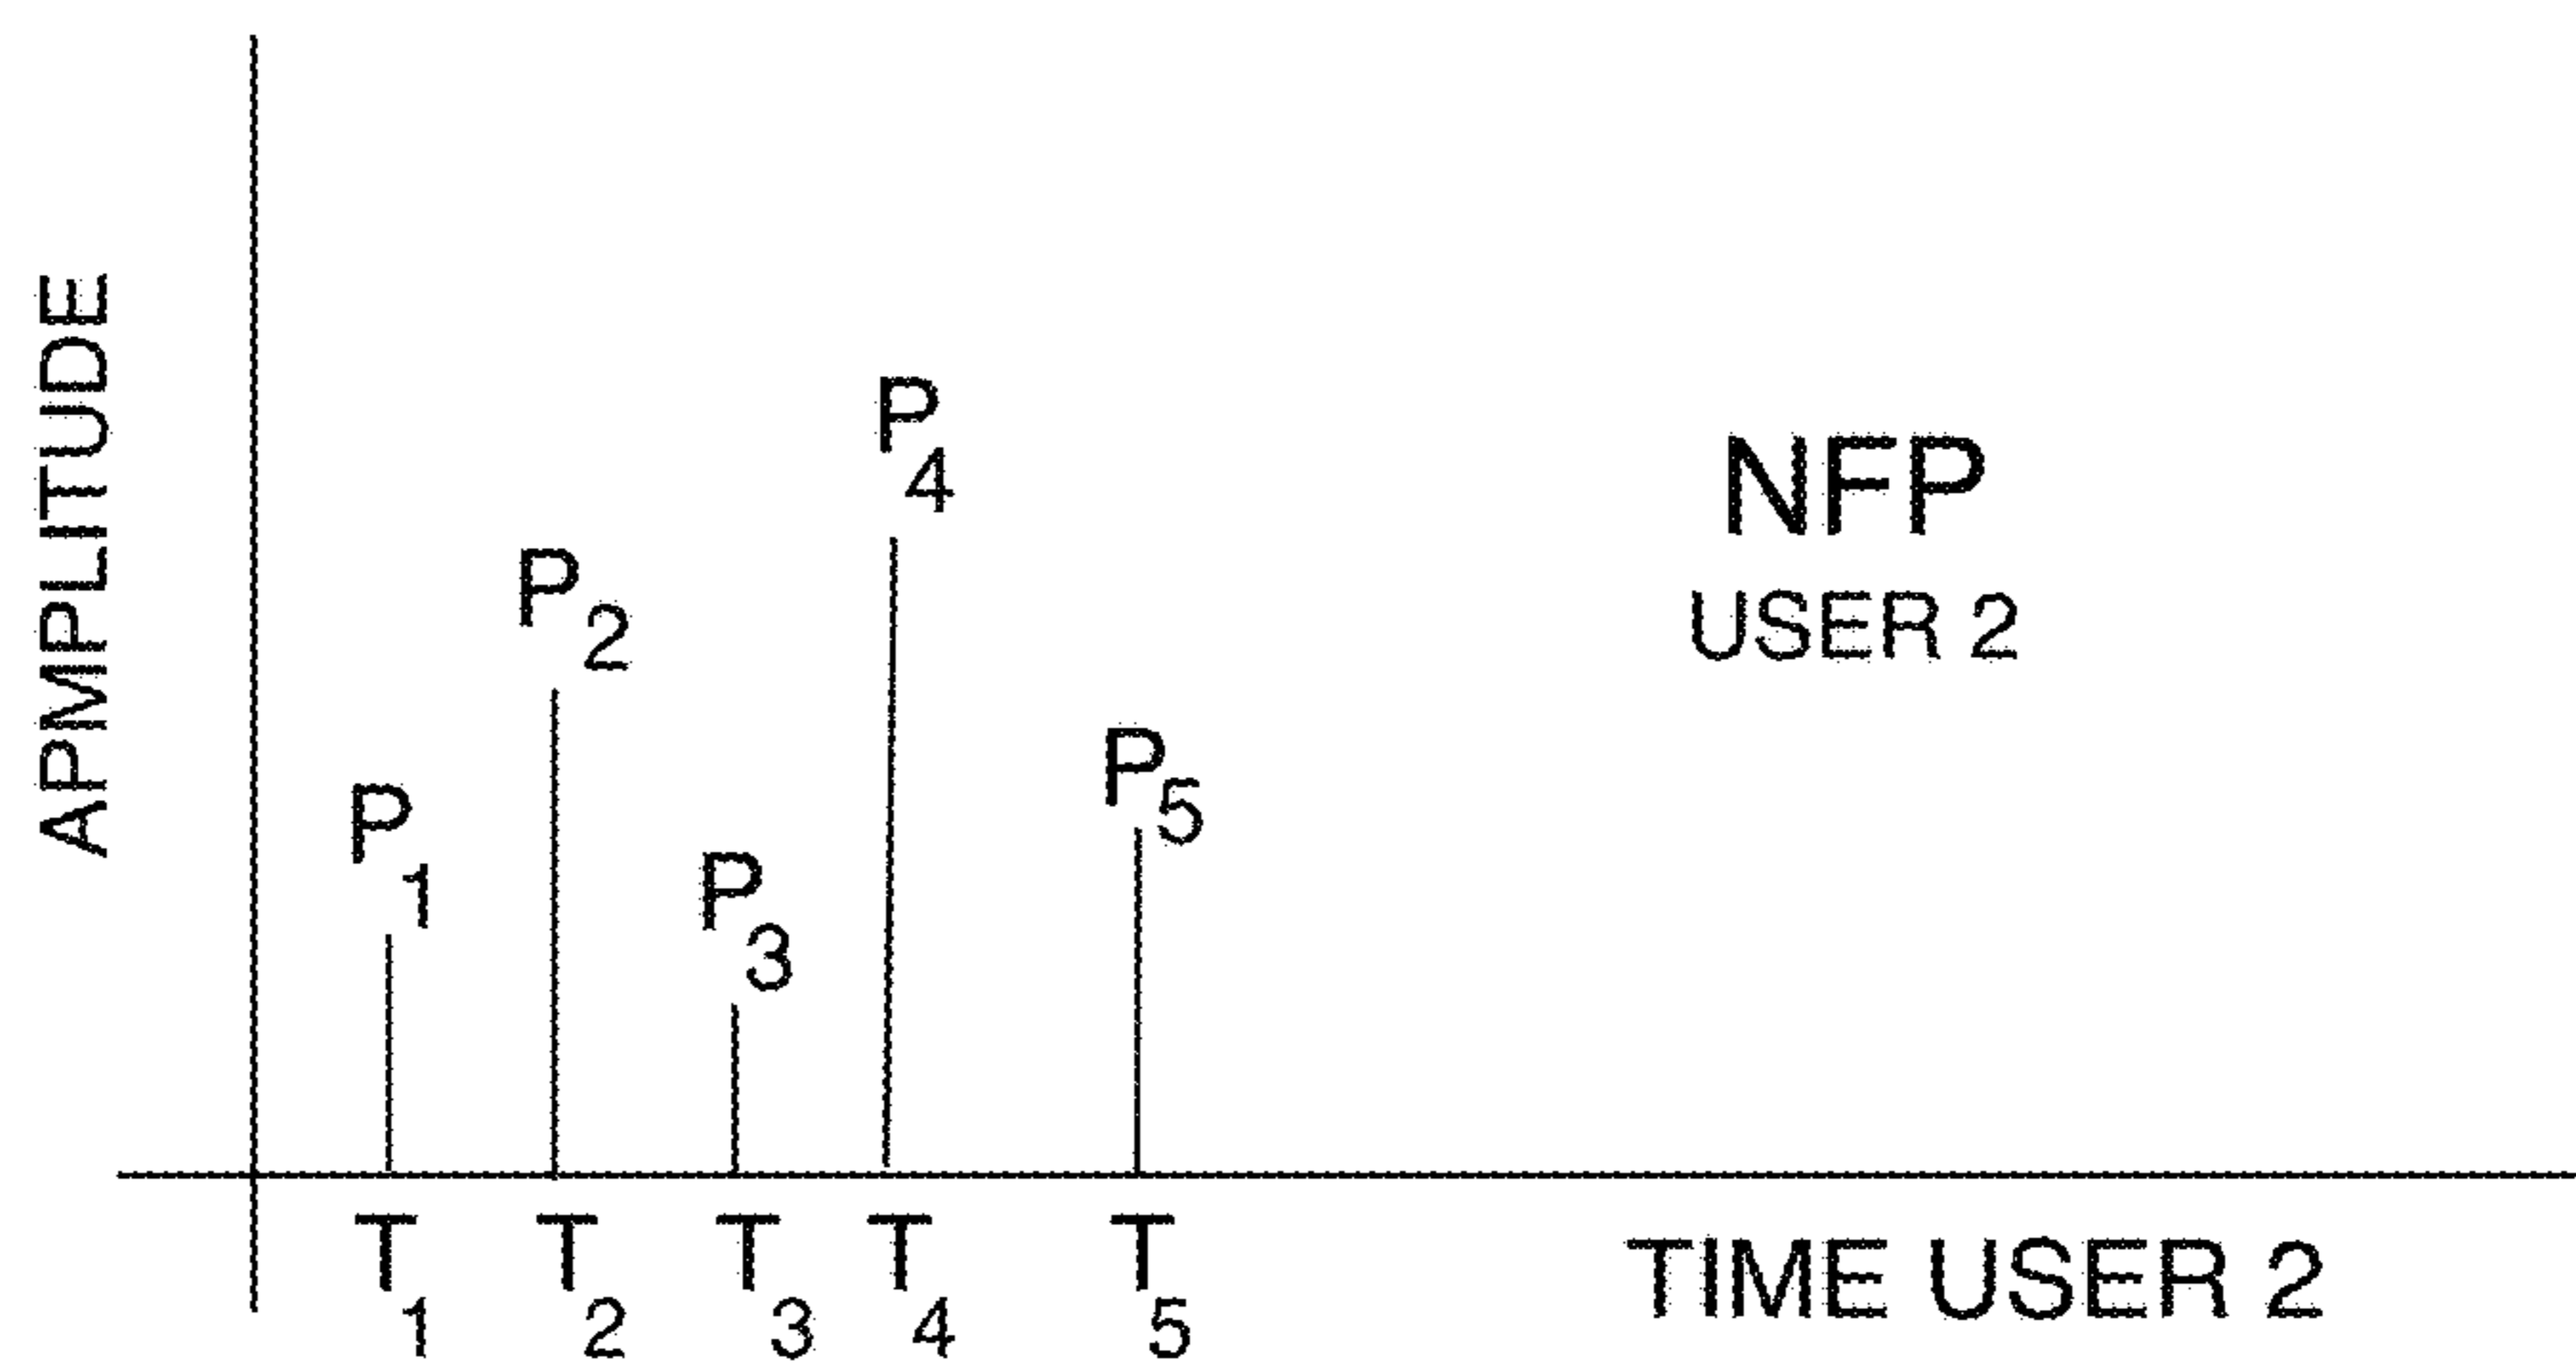 APMPLITUDE
P4
P2
P5
P1
P3
NFP
USER 2
T1 T2 T3 T4 T5
TIME USER 2